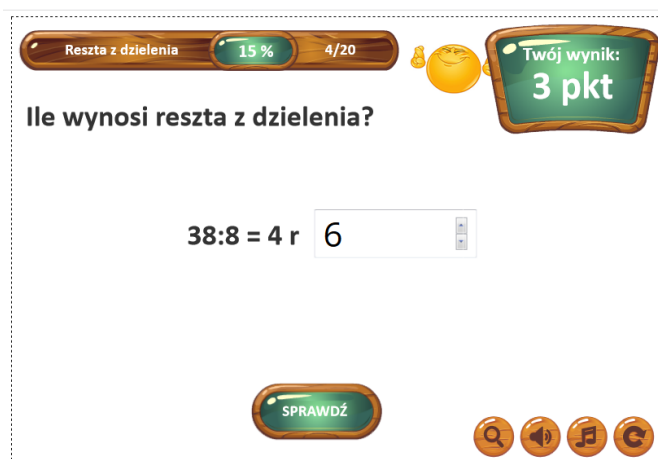 Reszta z dzielenia 15 % 4/20
Twój wynik:
3 pkt
Ile wynosi reszta z dzielenia?
38:8 = 4 r 6
SPRAWDŹ